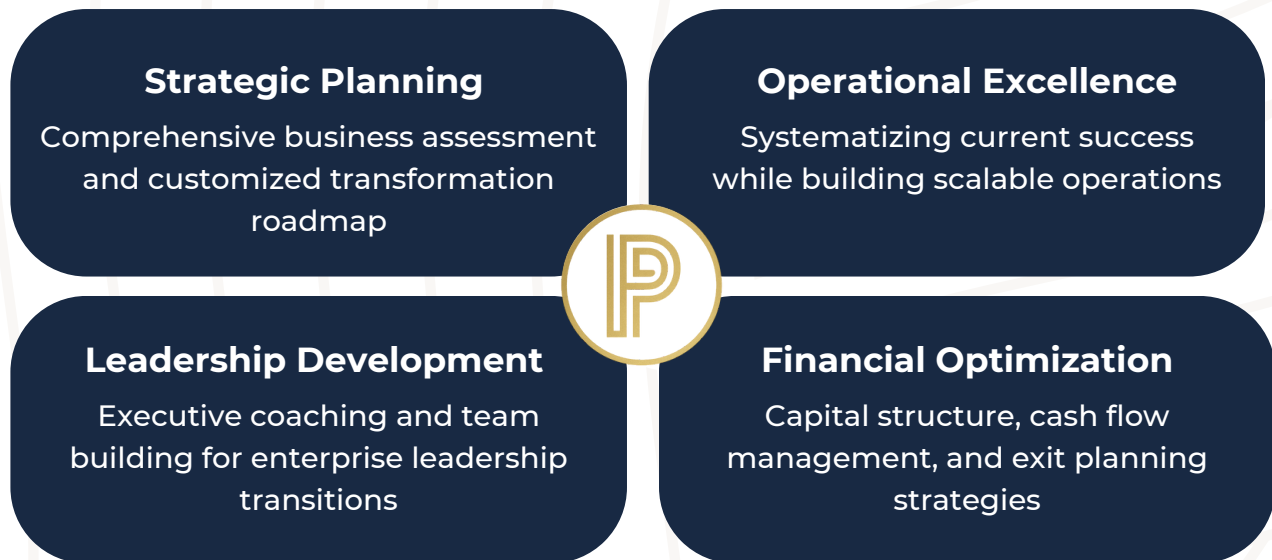 Strategic Planning
Comprehensive business assessment
and customized transformation
roadmap
Operational Excellence
Systematizing current success
while building scalable operations
P
Leadership Development
Executive coaching and team
building for enterprise leadership
transitions
Financial Optimization
Capital structure, cash flow
management, and exit planning
strategies